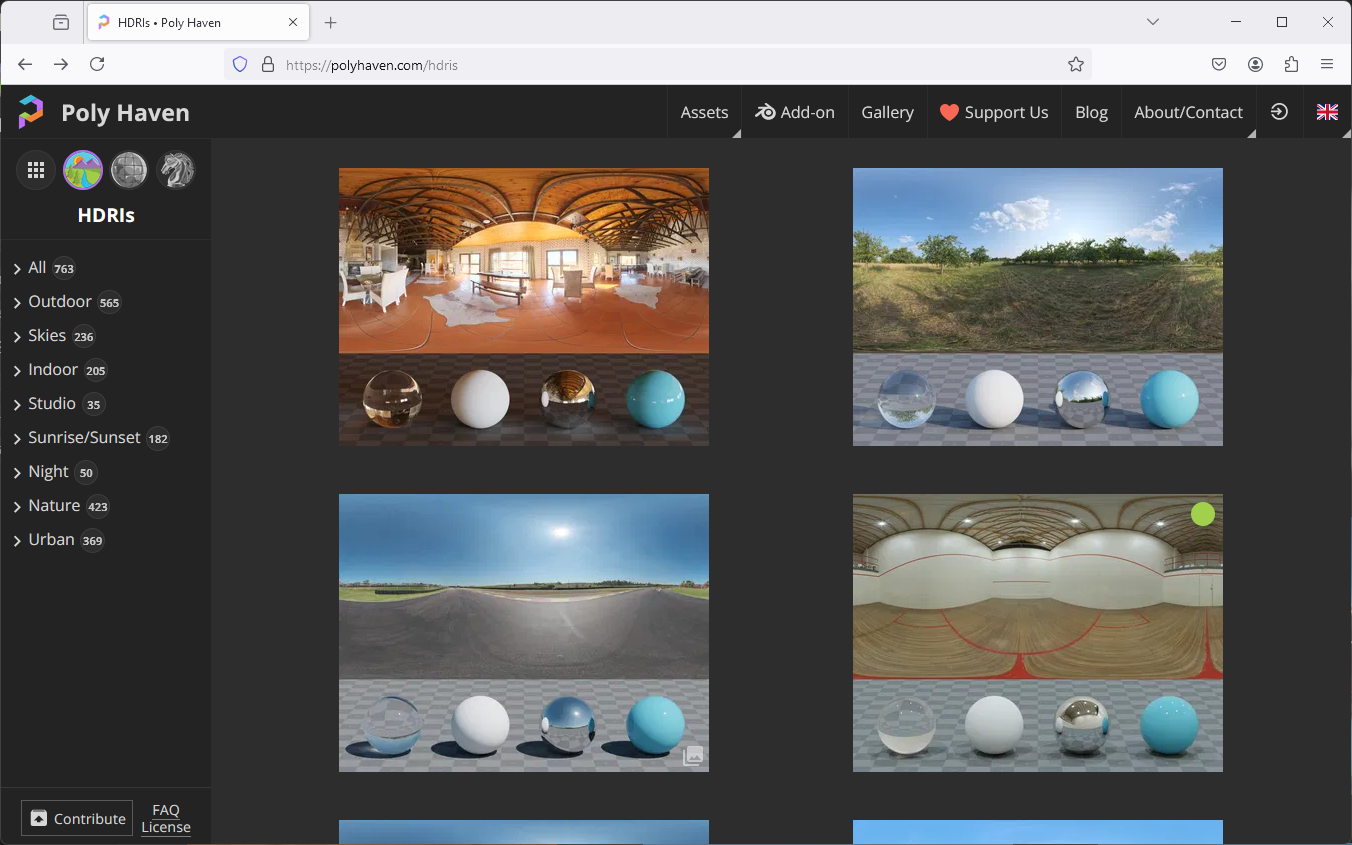 HDRIs • Poly Haven
https://polyhaven.com/hdris
Poly Haven
Assets
Add-on
Gallery
Support Us
Blog
About/Contact
HDRIs
All 763
Outdoor 565
Skies 236
Indoor 205
Studio 35
Sunrise/Sunset 182
Night 50
Nature 423
Urban 369
Contribute
FAQ
License